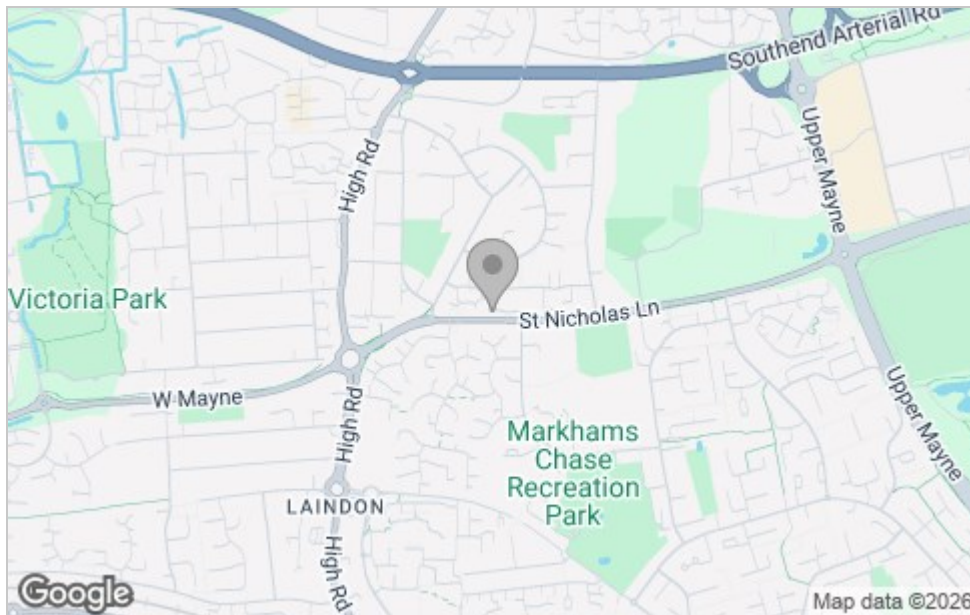 Southend Arterial Rd
High Rd
Upper Mayne
Victoria Park
St Nicholas Ln
W Mayne
High Rd
Upper Mayne
Markhams
Chase
Recreation
Park
LAINDON
High Rd
Google
Map data ©2026